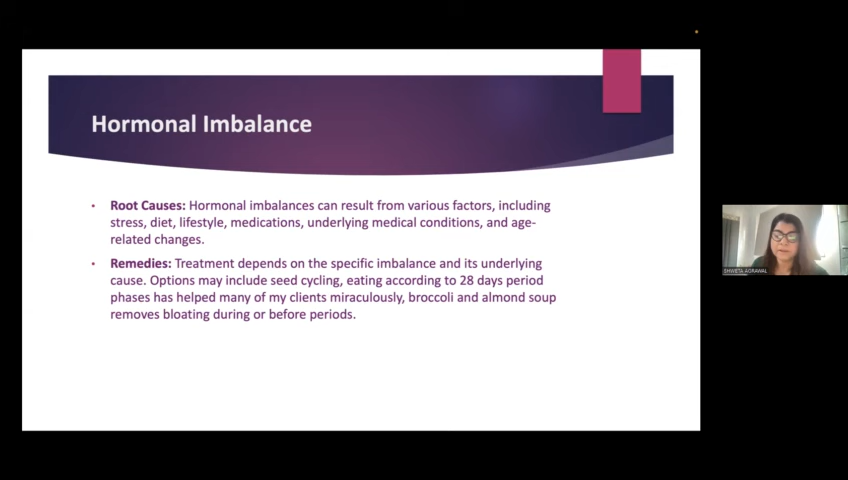 Hormonal Imbalance
• Root Causes: Hormonal imbalances can result from various factors, including
stress, diet, lifestyle, medications, underlying medical conditions, and age-
related changes.
• Remedies: Treatment depends on the specific imbalance and its underlying
cause. Options may include seed cycling, eating according to 28 days period
phases has helped many of my clients miraculously, broccoli and almond soup
removes bloating during or before periods.
SHWETA AGRAWAL